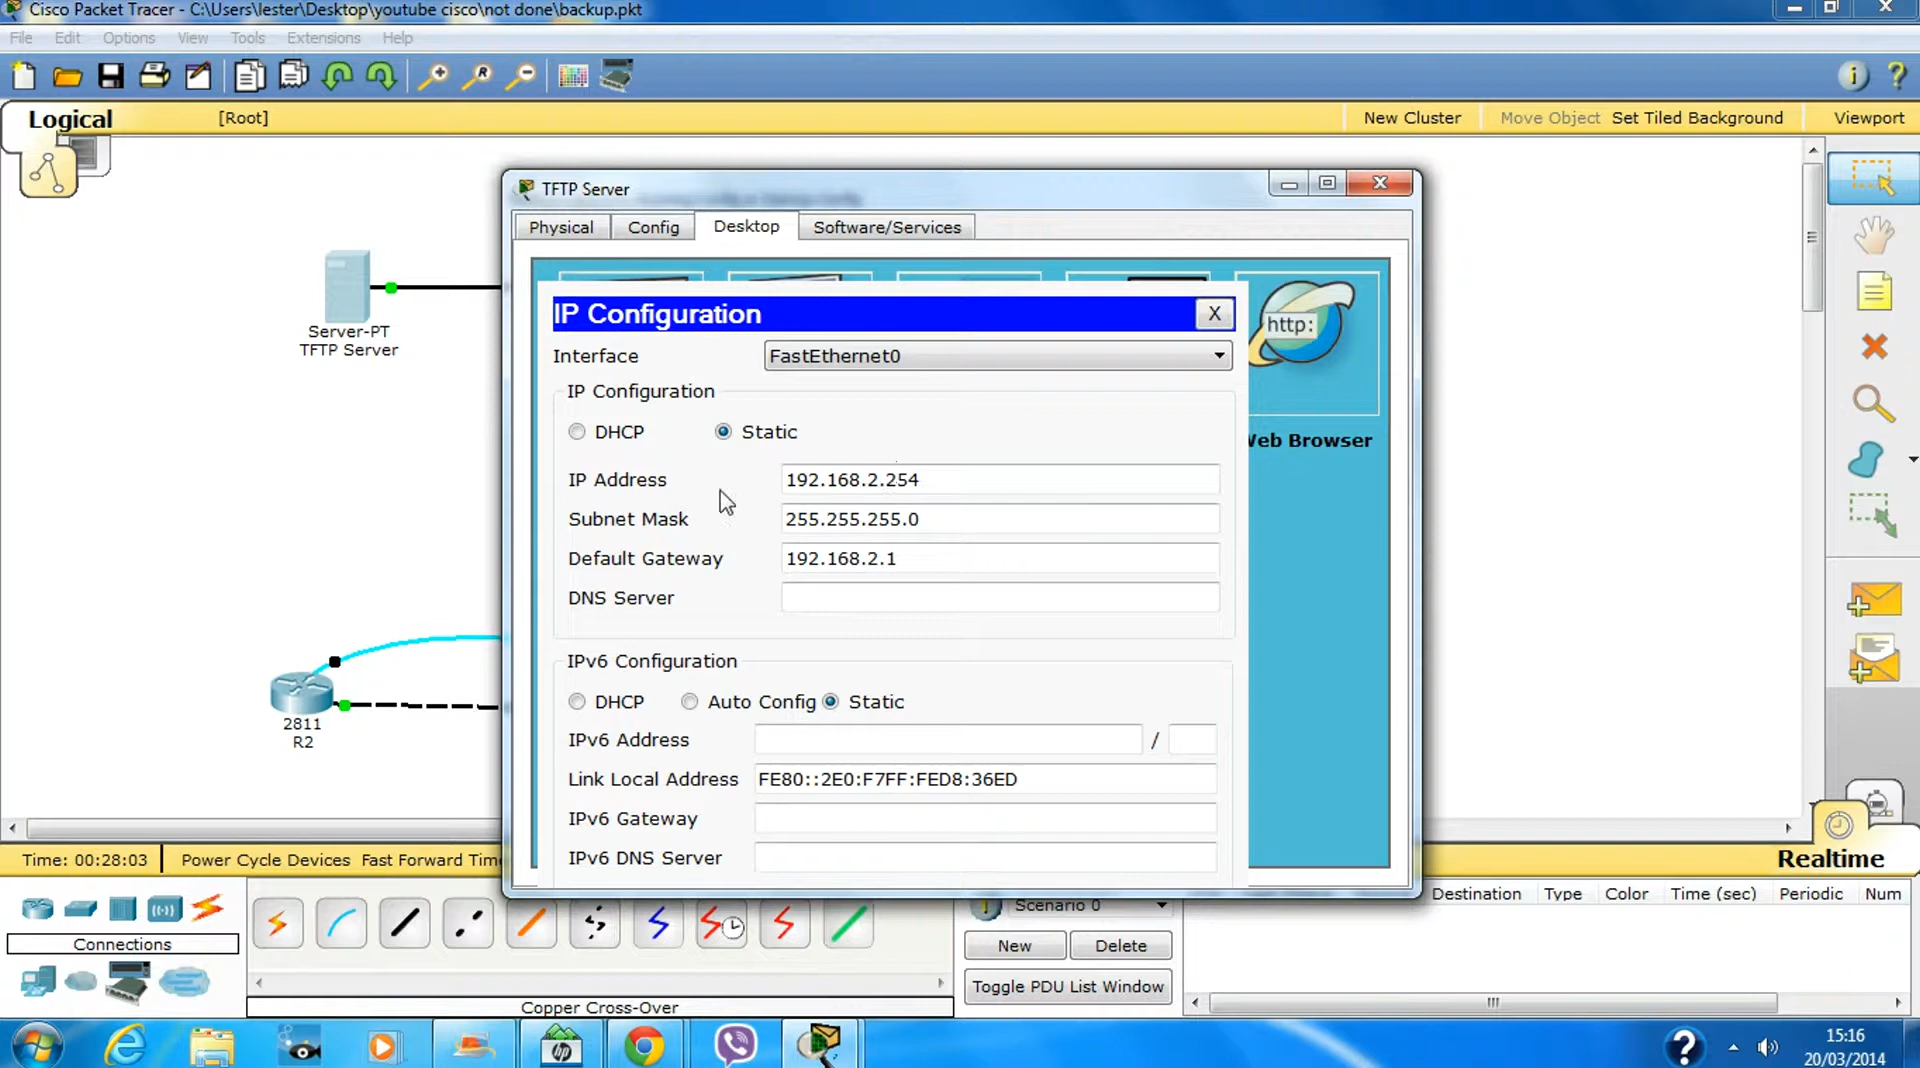 Cisco Packet Tracer - C:\Users\lester\Desktop\youtube cisco\not done\backup.pkt
File Edit Options View Tools Extensions Help
Logical [Root] New Cluster Move Object Set Tiled Background Viewport
TFTP Server
Physical Config Desktop Software/Services
http:
Web Browser
IP Configuration X
Interface FastEthernet0
IP Configuration
DHCP Static
IP Address 192.168.2.254
Subnet Mask 255.255.255.0
Default Gateway 192.168.2.1
DNS Server
IPv6 Configuration
DHCP Auto Config Static
IPv6 Address /
Link Local Address FE80::2E0:F7FF:FED8:36ED
IPv6 Gateway
IPv6 DNS Server
Server-PT
TFTP Server
2811
R2
Time: 00:28:03 Power Cycle Devices Fast Forward Time
Realtime
Connections
Copper Cross-Over
Scenario 0
New Delete
Toggle PDU List Window
Destination Type Color Time (sec) Periodic Num
15:16
20/03/2014